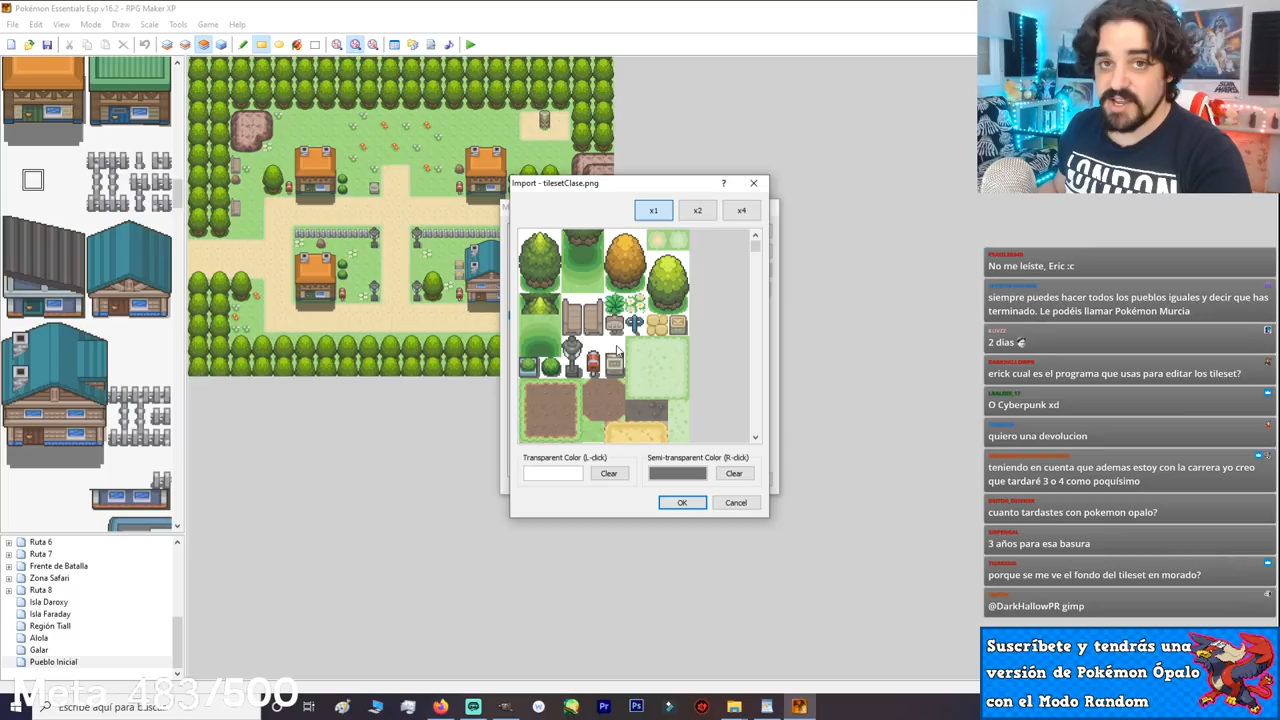 Pokémon Essentials Esp v16.2 - RPG Maker XP
File Edit View Mode Draw Scale Tools Game Help
STAR WARS
LONDON
Import - tilesetClase.png
?
x1 x2 x4
Transparent Color (L-click)
Semi-transparent Color (R-click)
Clear
Clear
OK
Cancel
Ruta 6
Ruta 7
Frente de Batalla
Zona Safari
Ruta 8
Isla Daroxy
Isla Faraday
Región Tiall
Alola
Galar
Pueblo Inicial
No me leíste, Eric :c
siempre puedes hacer todos los pueblos iguales y decir que has
terminado. Le podéis llamar Pokémon Murcia
2 dias
erick cual es el programa que usas para editar los tileset?
O Cyberpunk xd
quiero una devolucion
teniendo en cuenta que ademas estoy con la carrera yo creo
que tardaré 3 o 4 como poquísimo
cuanto tardastes con pokemon opalo?
3 años para esa basura
porque se me ve el fondo del tileset en morado?
@DarkHallowPR gimp
Suscríbete y tendrás una
versión de Pokémon Ópalo
con el Modo Random
Meta 483/500
Escribe aquí para buscar